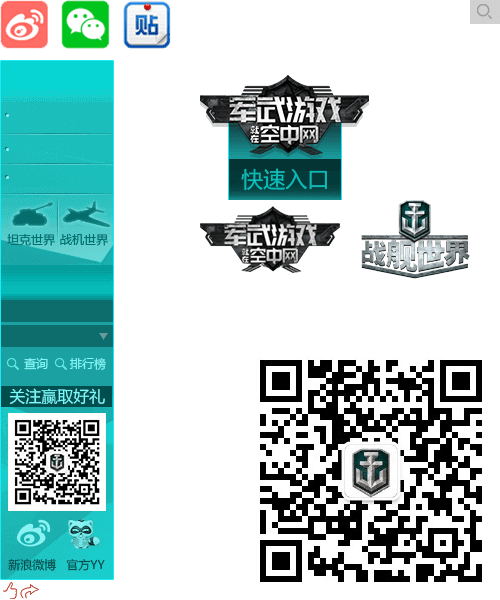 贴
军武游戏
就在空中网
快速入口
坦克世界 战机世界
军武游戏
就在空中网
战舰世界
查询 排行榜
关注赢取好礼
新浪微博 官方YY